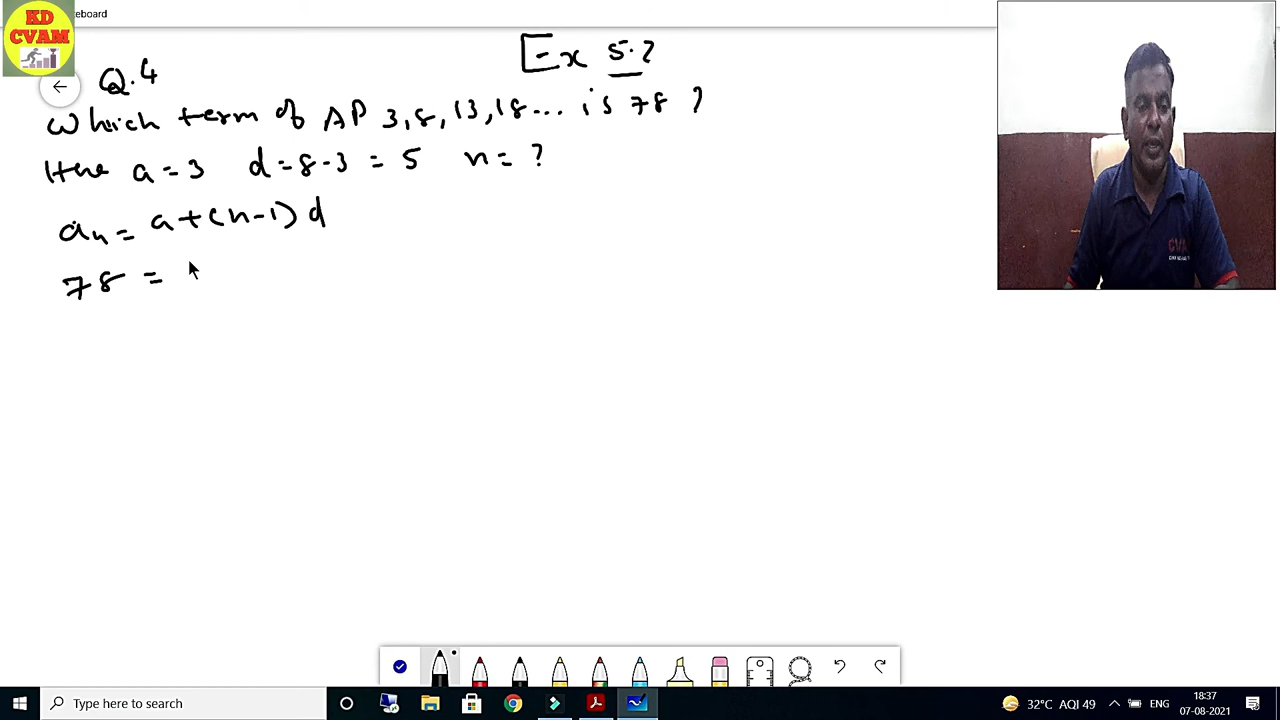 KD
CVAM
eboard
Ex 5.2
Q.4
Which term of AP 3,8,13,18... is 78 ?
Here a = 3 d = 8-3 = 5 n = ?
an = a+(n-1) d
78 =
CVAM
Type here to search
32°C AQI 49
ENG
18:37
07-08-2021